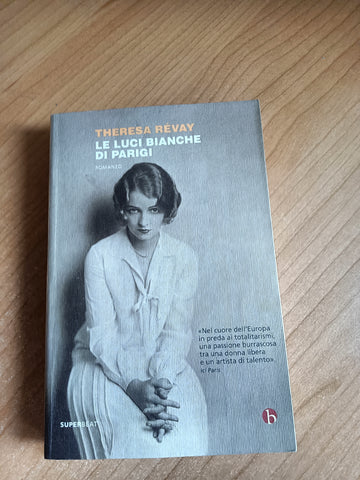 THERESA RÉVAY
LE LUCI BIANCHE
DI PARIGI
ROMANZO
«Nel cuore dell'Europa
in preda ai totalitarismi,
una passione burrascosa
tra una donna libera
e un artista di talento».
Ici Paris
SUPERBEAT
b